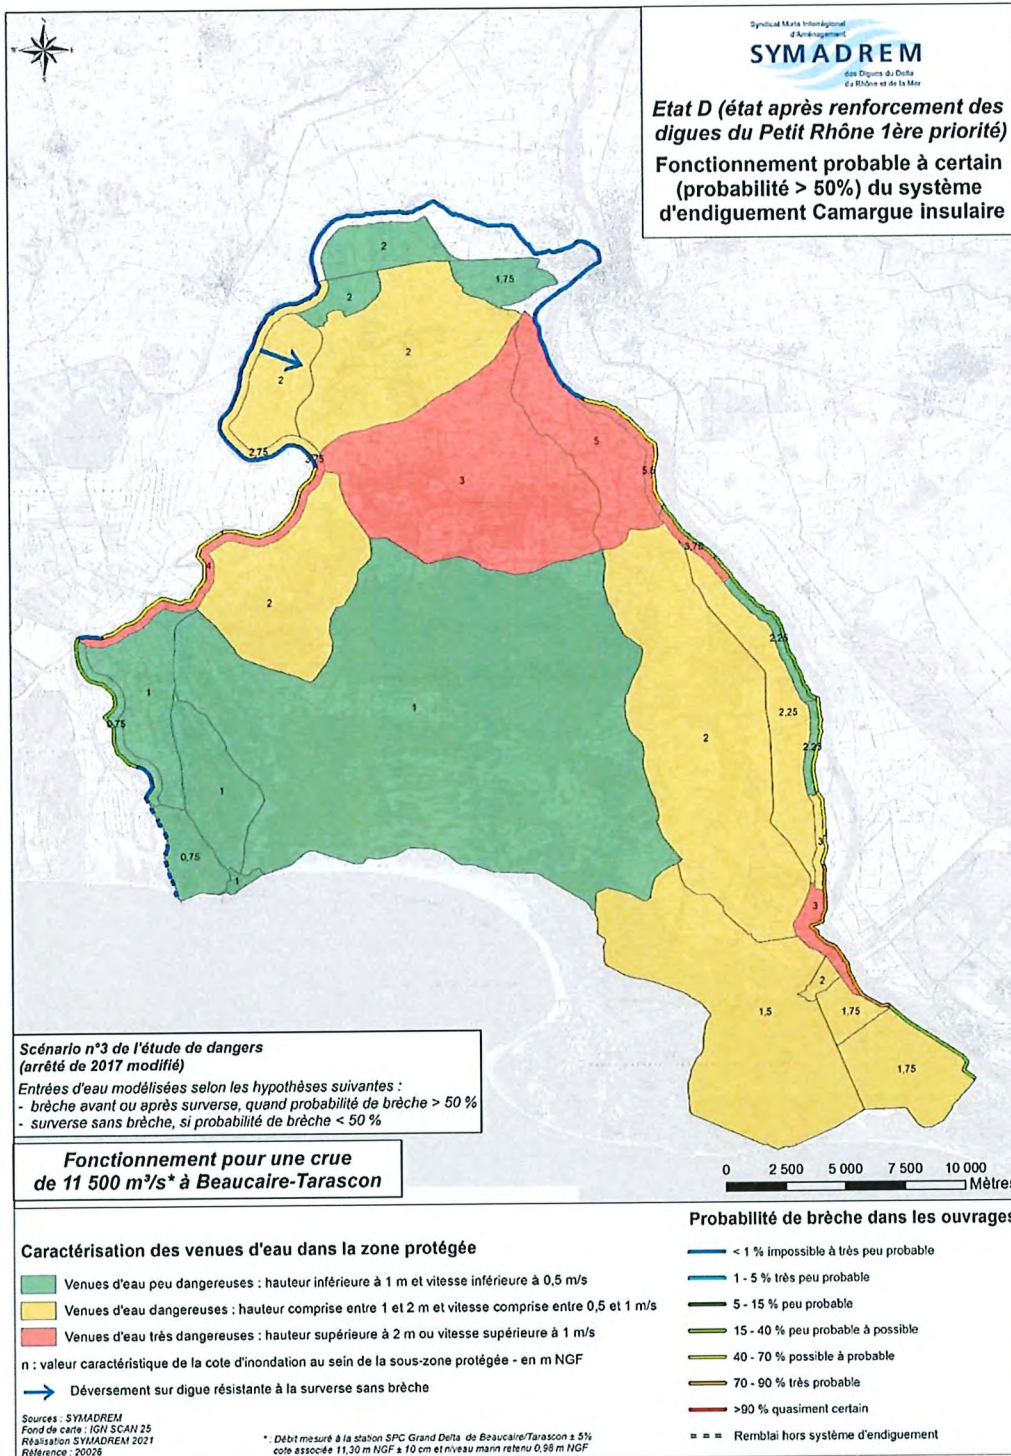 Syndicat Mixte Interrégional
d'Aménagement
SYMADREM
des Digues du Delta
du Rhône et de la Mer
Etat D (état après renforcement des
digues du Petit Rhône 1ère priorité)
Fonctionnement probable à certain
(probabilité > 50%) du système
d'endiguement Camargue insulaire
2
1,75
2
2
2
2,75
3,75
5
5,5
3
3,75
4
2
2,25
1
1
2,25
0,75
2
2,25
1
3
0,75
1
3
2
1,5
1,75
1,75
Scénario n°3 de l'étude de dangers
(arrêté de 2017 modifié)
Entrées d'eau modélisées selon les hypothèses suivantes :
- brèche avant ou après surverse, quand probabilité de brèche > 50 %
- surverse sans brèche, si probabilité de brèche < 50 %
Fonctionnement pour une crue
de 11 500 m³/s* à Beaucaire-Tarascon
0 2 500 5 000 7 500 10 000
Mètres
Caractérisation des venues d'eau dans la zone protégée
Venues d'eau peu dangereuses : hauteur inférieure à 1 m et vitesse inférieure à 0,5 m/s
Venues d'eau dangereuses : hauteur comprise entre 1 et 2 m et vitesse comprise entre 0,5 et 1 m/s
Venues d'eau très dangereuses : hauteur supérieure à 2 m ou vitesse supérieure à 1 m/s
n : valeur caractéristique de la cote d'inondation au sein de la sous-zone protégée - en m NGF
Déversement sur digue résistante à la surverse sans brèche
Sources : SYMADREM
Fond de carte : IGN SCAN 25
Réalisation SYMADREM 2021
Référence : 20026
* : Débit mesuré à la station SPC Grand Delta de Beaucaire/Tarascon ± 5%
cote associée 11,30 m NGF ± 10 cm et niveau marin retenu 0,98 m NGF
Probabilité de brèche dans les ouvrages
< 1 % impossible à très peu probable
1 - 5 % très peu probable
5 - 15 % peu probable
15 - 40 % peu probable à possible
40 - 70 % possible à probable
70 - 90 % très probable
>90 % quasiment certain
Remblai hors système d'endiguement